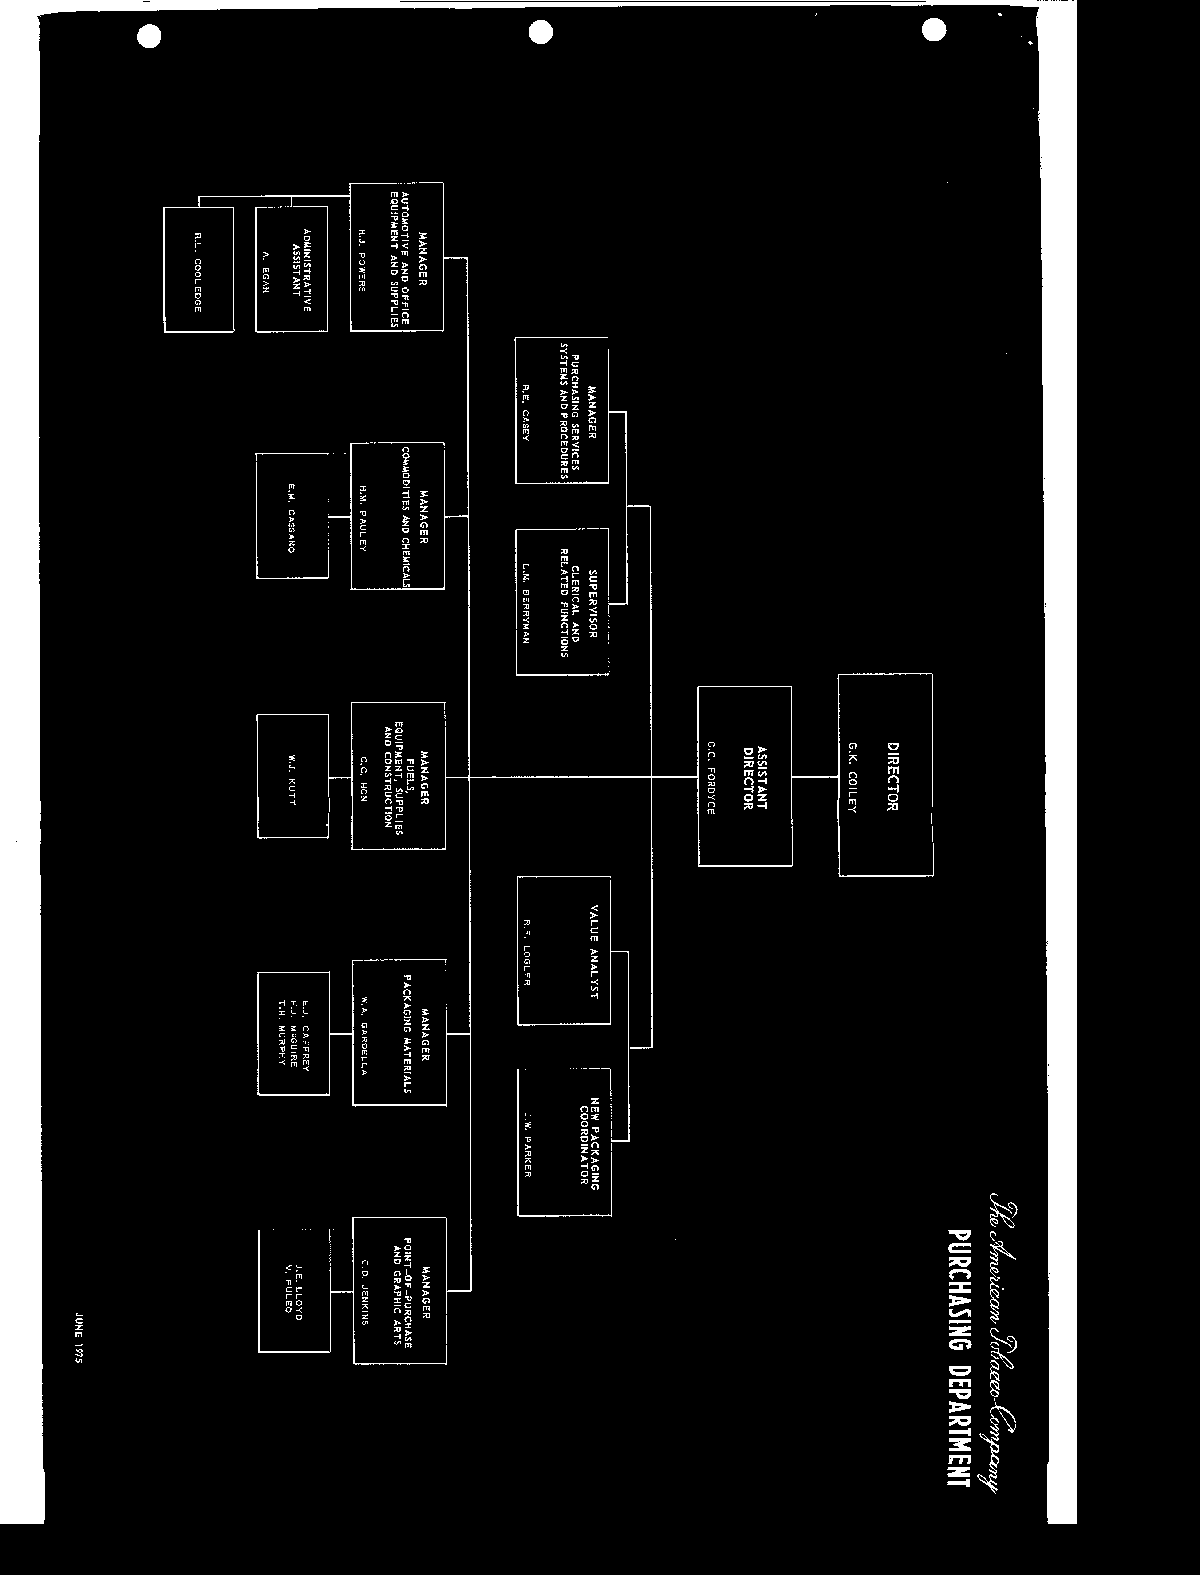 The American Tobacco Company
PURCHASING DEPARTMENT
DIRECTOR
G.K. COILEY
ASSISTANT
DIRECTOR
C.C. FORDYCE
MANAGER
PURCHASING SERVICES
SYSTEMS AND PROCEDURES
R.E. CASEY
SUPERVISOR
CLERICAL AND
RELATED FUNCTIONS
L.M. BERRYMAN
VALUE ANALYST
R.F. LOGLER
NEW PACKAGING
COORDINATOR
J.W. PARKER
MANAGER
AUTOMOTIVE AND OFFICE
EQUIPMENT AND SUPPLIES
H.J. POWERS
MANAGER
COMMODITIES AND CHEMICALS
H.M. PAULEY
MANAGER
FUELS,
EQUIPMENT, SUPPLIES
AND CONSTRUCTION
C.C. HON
MANAGER
PACKAGING MATERIALS
W.A. GARDELLA
MANAGER
POINT-OF-PURCHASE
AND GRAPHIC ARTS
C.D. JENKINS
ADMINISTRATIVE
ASSISTANT
A. EGAN
R.L. COOLEDGE
E.M. CASSANO
W.J. KUTT
E.J. CAFFREY
F.J. McGUIRE
T.H. MURPHY
J.E. LLOYD
V. FULEO
JUNE 1975